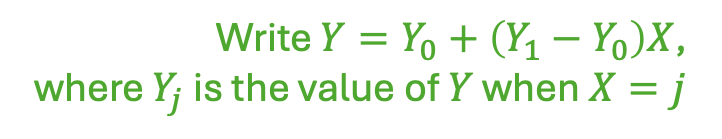 Write Y = Y₀ + (Y₁ − Y₀)X,
where Yⱼ is the value of Y when X = j